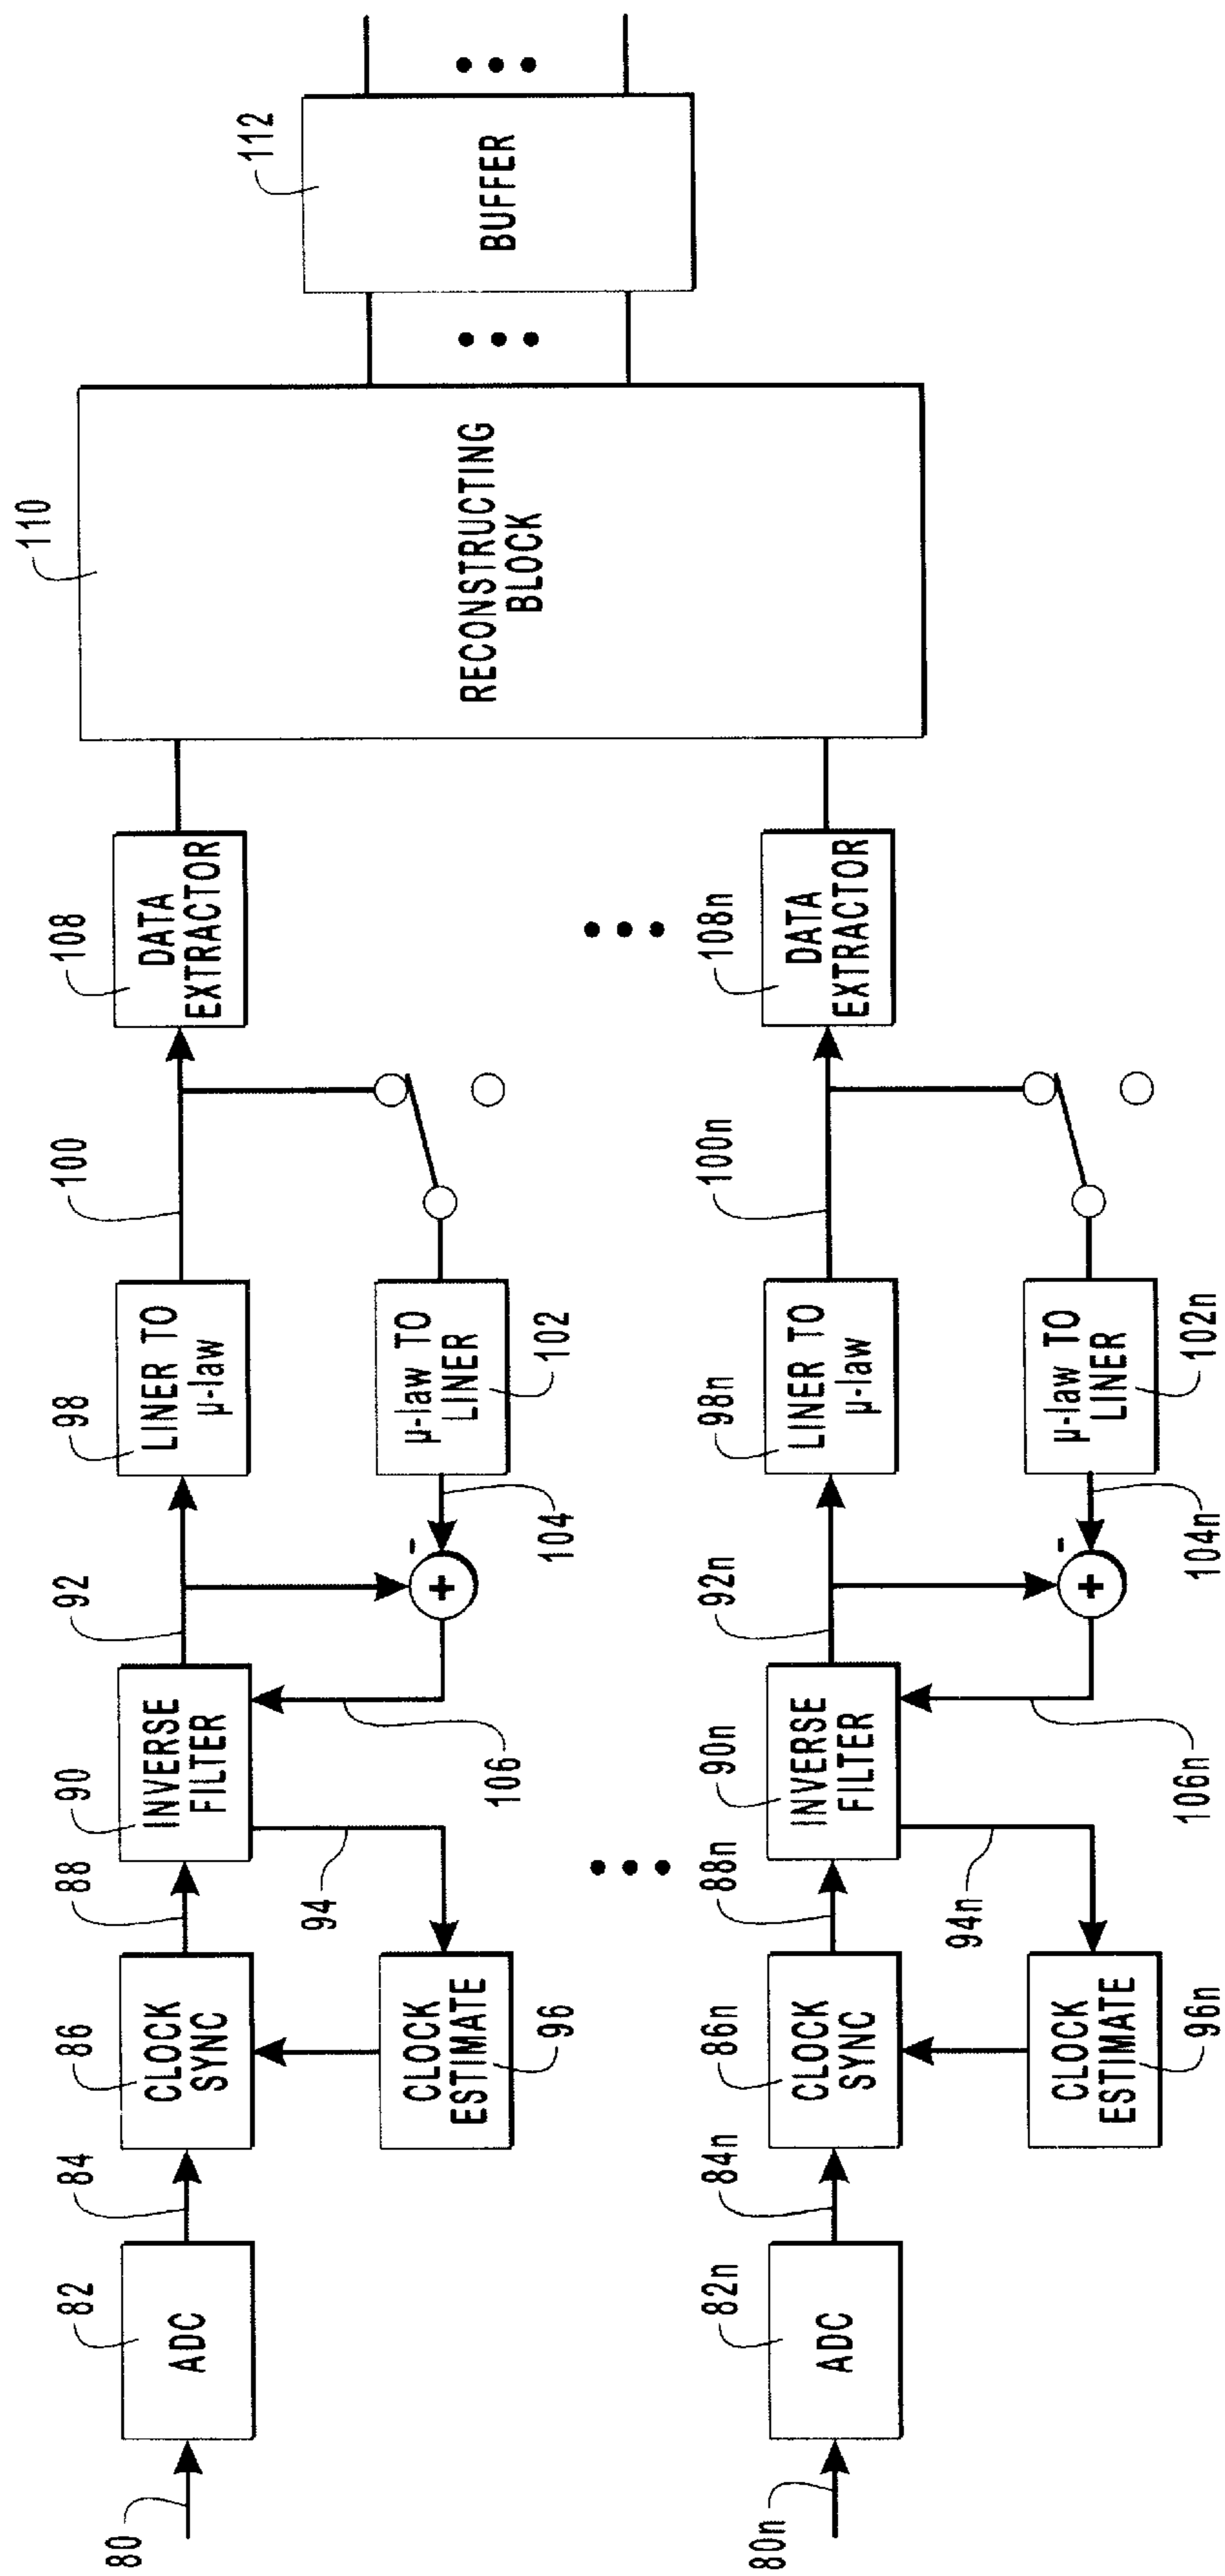 80
82
ADC
84
86
CLOCK
SYNC
88
90
INVERSE
FILTER
92
98
LINER TO
µ-law
100
108
DATA
EXTRACTOR
110
RECONSTRUCTING
BLOCK
112
BUFFER
CLOCK
ESTIMATE
96
94
106
+
-
104
µ-law TO
LINER
102
80n
82n
ADC
84n
86n
CLOCK
SYNC
88n
90n
INVERSE
FILTER
92n
98n
LINER TO
µ-law
100n
108n
DATA
EXTRACTOR
CLOCK
ESTIMATE
96n
94n
106n
+
-
104n
µ-law TO
LINER
102n